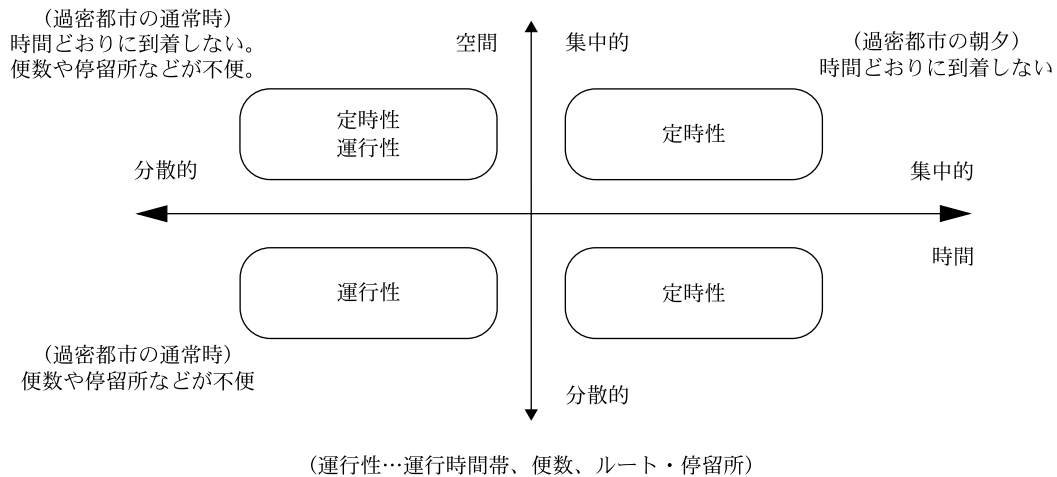 （過密都市の通常時）
時間どおりに到着しない。
便数や停留所などが不便。
空間
集中的
（過密都市の朝夕）
時間どおりに到着しない
定時性
運行性
定時性
分散的
集中的
時間
運行性
定時性
（過密都市の通常時）
便数や停留所などが不便
分散的
（運行性…運行時間帯、便数、ルート・停留所）